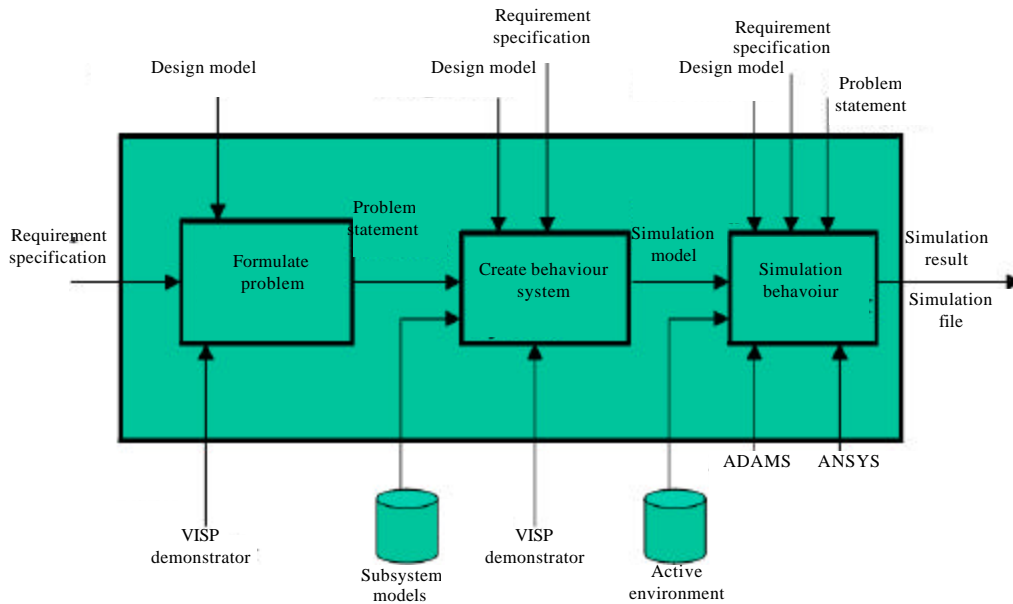 Requirement
specification
Design model
Design model
Requirement
specification
Design model
Problem
statement
Requirement
specification
Formulate
problem
Problem
statement
Create behaviour
system
Simulation
model
Simulation
behavoiur
Simulation
result
Simulation
file
ADAMS
ANSYS
VISP
demonstrator
Subsystem
models
VISP
demonstrator
Active
environment